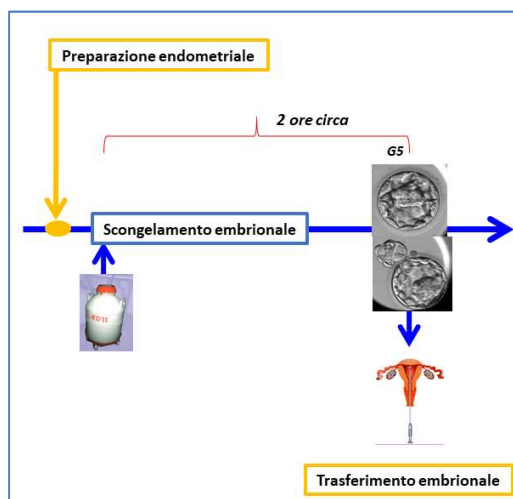 Preparazione endometriale
2 ore circa
G5
Scongelamento embrionale
Trasferimento embrionale